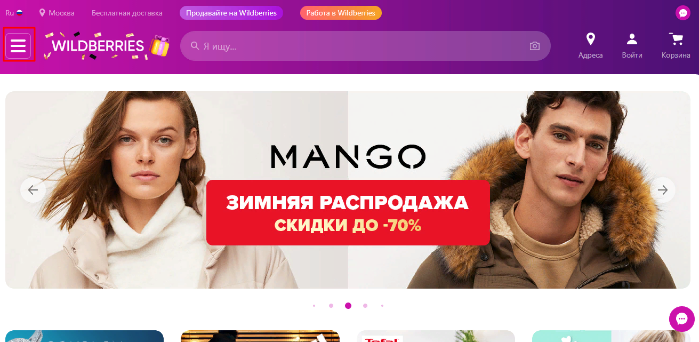 Ru
Москва
Бесплатная доставка
Продавайте на Wildberries
Работа в Wildberries
WILDBERRIES
Я ищу...
Адреса
Войти
Корзина
MANGO
ЗИМНЯЯ РАСПРОДАЖА
СКИДКИ ДО -70%
Tefal